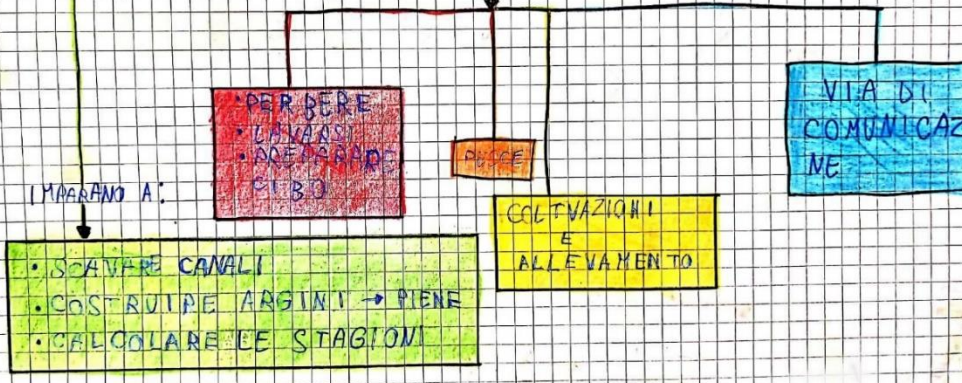 • PER BERE
• LAVARSI
• PREPARARE
CIBO
PESCE
VIA DI
COMUNICAZ
NE
IMPARANO A:
COLTVAZIONI
E
ALLEVAMENTO
• SCAVARE CANALI
• COSTRUIRE ARGINI → PIENE
• CALCOLARE LE STAGIONI